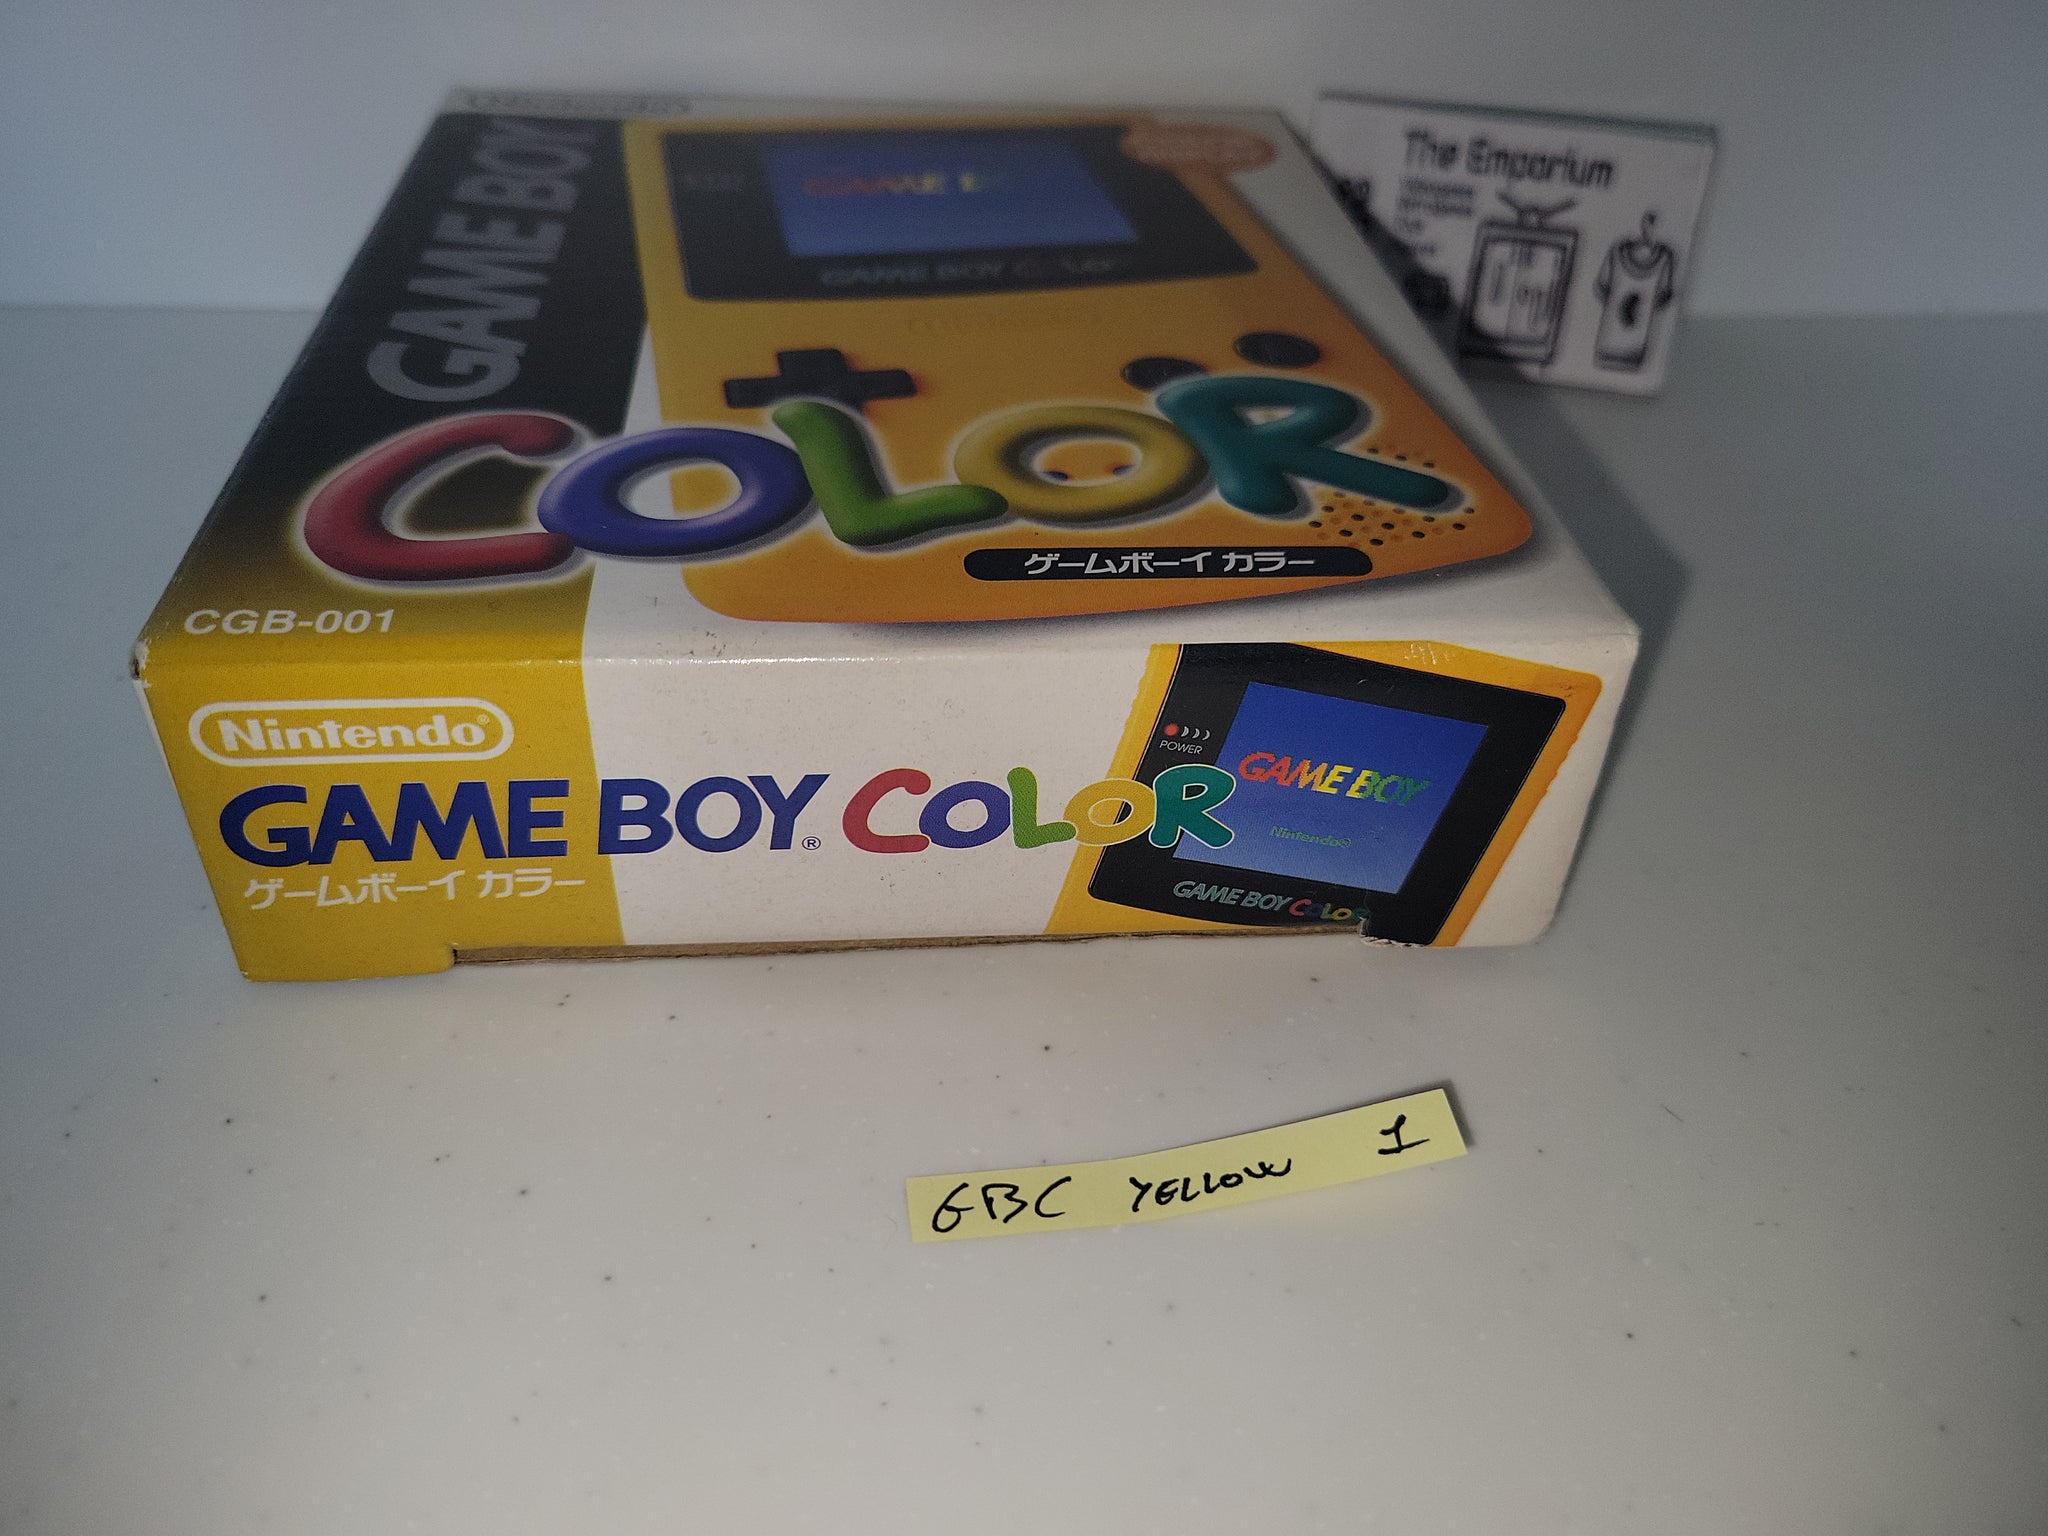 The Emporium
GAME BOY
GAME B
GAME BOY COLOR
Nintendo
COLOR
ゲームボーイ カラー
CGB-001
Nintendo®
GAME BOY® COLOR
ゲームボーイ カラー
POWER
GAME BOY
Nintendo®
GAME BOY COLOR
GBC YELLOW 1